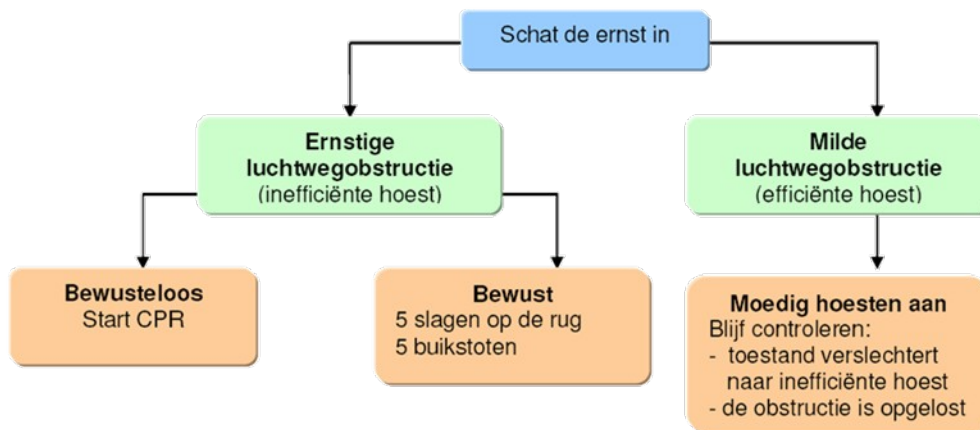 Schat de ernst in
Ernstige
luchtwegobstructie
(inefficiënte hoest)
Milde
luchtwegobstructie
(efficiënte hoest)
Bewusteloos
Start CPR
Bewust
5 slagen op de rug
5 buikstoten
Moedig hoesten aan
Blijf controleren:
- toestand verslechtert
naar inefficiënte hoest
- de obstructie is opgelost